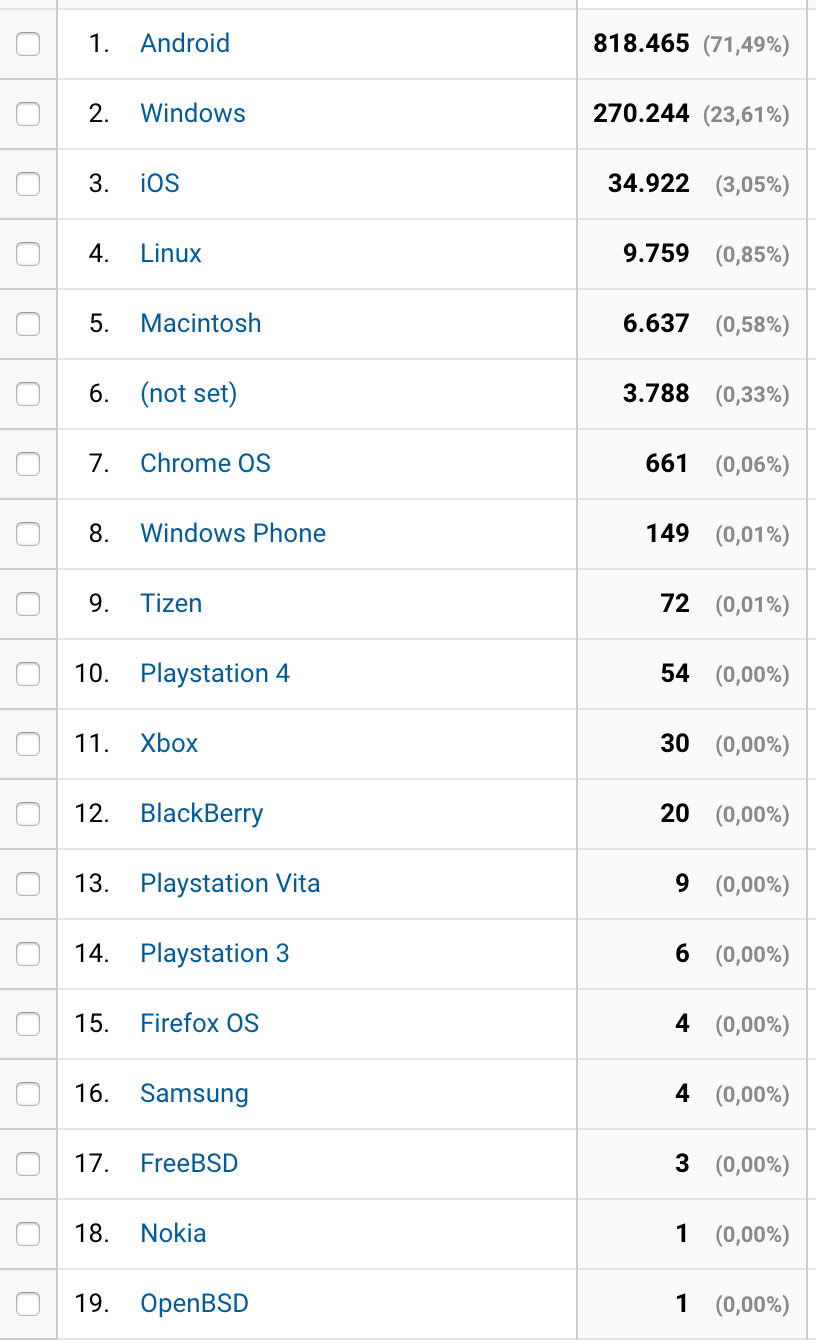 1. Android 818.465 (71,49%)
2. Windows 270.244 (23,61%)
3. iOS 34.922 (3,05%)
4. Linux 9.759 (0,85%)
5. Macintosh 6.637 (0,58%)
6. (not set) 3.788 (0,33%)
7. Chrome OS 661 (0,06%)
8. Windows Phone 149 (0,01%)
9. Tizen 72 (0,01%)
10. Playstation 4 54 (0,00%)
11. Xbox 30 (0,00%)
12. BlackBerry 20 (0,00%)
13. Playstation Vita 9 (0,00%)
14. Playstation 3 6 (0,00%)
15. Firefox OS 4 (0,00%)
16. Samsung 4 (0,00%)
17. FreeBSD 3 (0,00%)
18. Nokia 1 (0,00%)
19. OpenBSD 1 (0,00%)